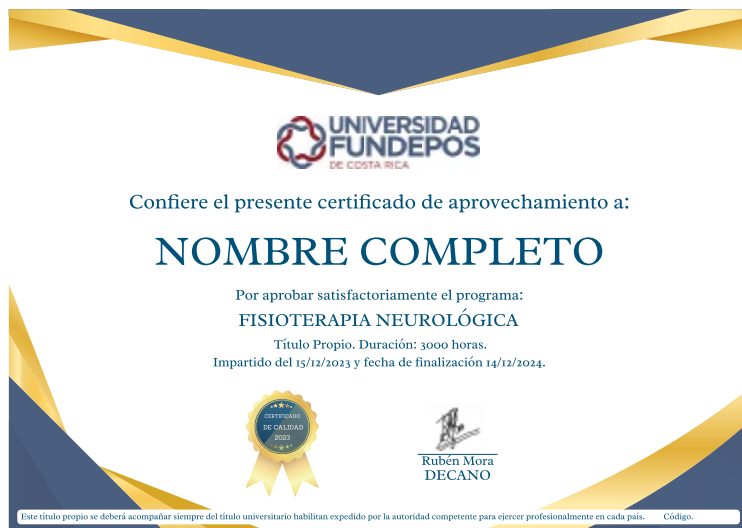 UNIVERSIDAD
FUNDEPOS
DE COSTA RICA
Confiere el presente certificado de aprovechamiento a:
NOMBRE COMPLETO
Por aprobar satisfactoriamente el programa:
FISIOTERAPIA NEUROLÓGICA
Título Propio. Duración: 3000 horas.
Impartido del 15/12/2023 y fecha de finalización 14/12/2024.
CERTIFICADO
DE CALIDAD
2023
Rubén Mora
DECANO
Este título propio se deberá acompañar siempre del título universitario habilitan expedido por la autoridad competente para ejercer profesionalmente en cada país. Código.